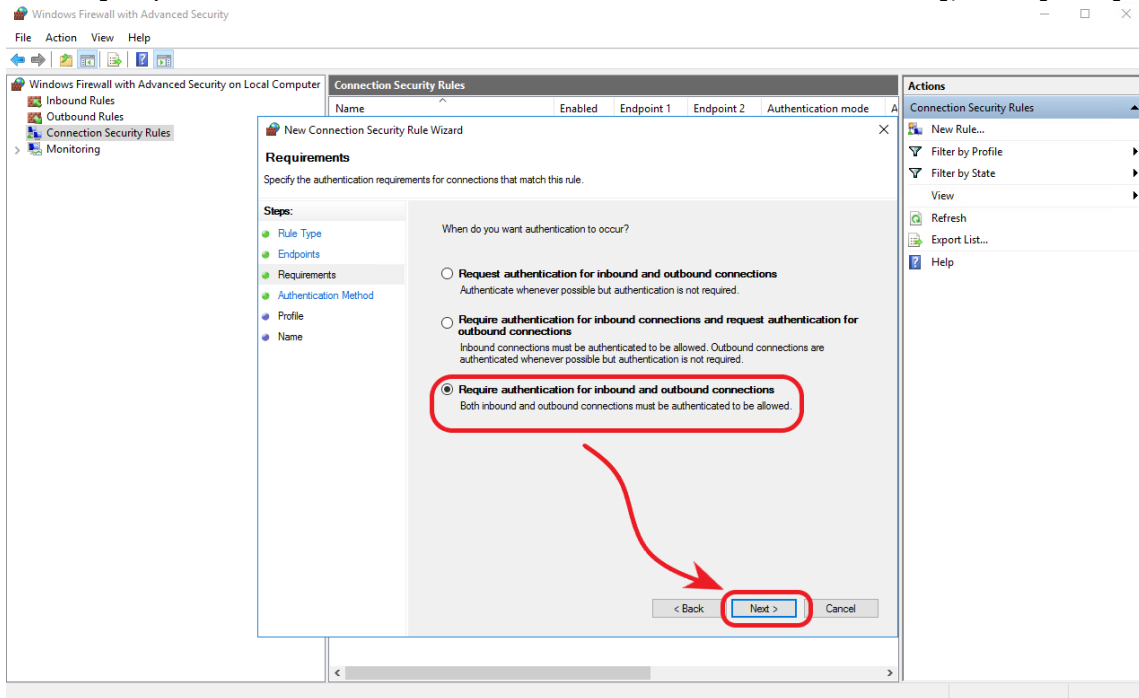 Windows Firewall with Advanced Security
File Action View Help
Windows Firewall with Advanced Security on Local Computer
Inbound Rules
Outbound Rules
Connection Security Rules
Monitoring
Connection Security Rules
Name Enabled Endpoint 1 Endpoint 2 Authentication mode A
New Connection Security Rule Wizard
Requirements
Specify the authentication requirements for connections that match this rule.
Steps:
Rule Type
Endpoints
Requirements
Authentication Method
Profile
Name
When do you want authentication to occur?
Request authentication for inbound and outbound connections
Authenticate whenever possible but authentication is not required.
Require authentication for inbound connections and request authentication for
outbound connections
Inbound connections must be authenticated to be allowed. Outbound connections are
authenticated whenever possible but authentication is not required.
Require authentication for inbound and outbound connections
Both inbound and outbound connections must be authenticated to be allowed.
< Back Next > Cancel
Actions
Connection Security Rules
New Rule...
Filter by Profile
Filter by State
View
Refresh
Export List...
Help